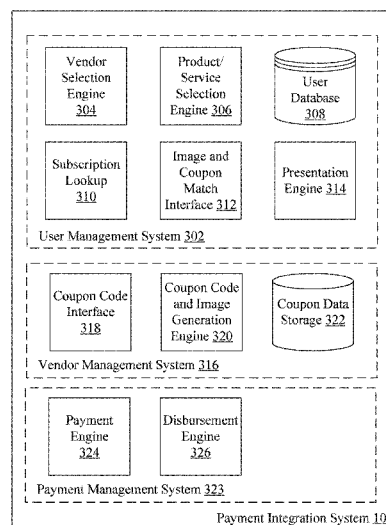 Vendor
Selection
Engine
304
Product/
Service
Selection
Engine 306
User
Database
308
Subscription
Lookup
310
Image and
Coupon
Match
Interface
312
Presentation
Engine 314
User Management System 302
Coupon Code
Interface
318
Coupon Code
and Image
Generation
Engine
320
Coupon Data
Storage 322
Vendor Management System 316
Payment
Engine
324
Disbursement
Engine
326
Payment Management System 323
Payment Integration System 10